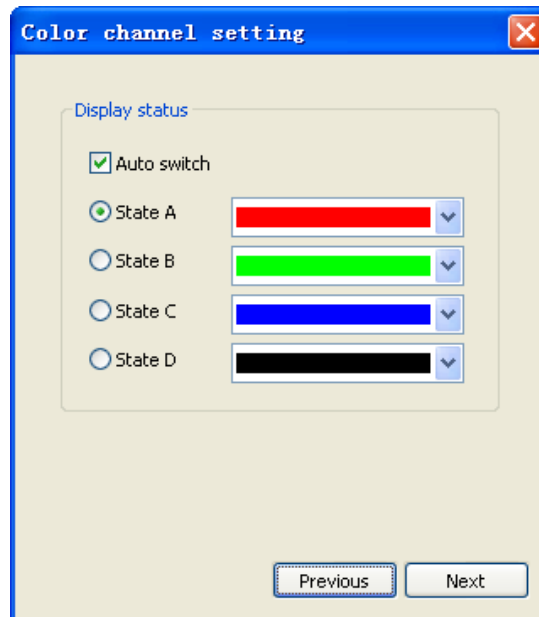 Color channel setting
Display status
Auto switch
State A
State B
State C
State D
Previous Next